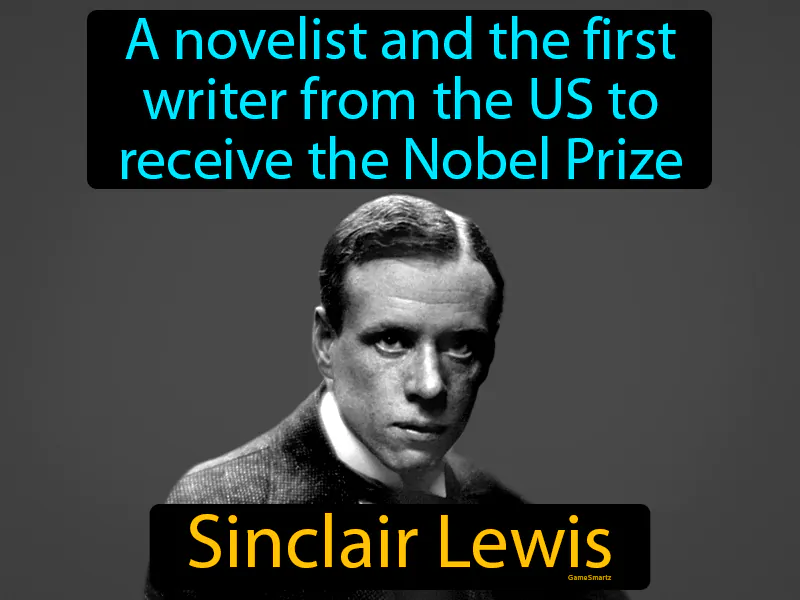 A novelist and the first
writer from the US to
receive the Nobel Prize
Sinclair Lewis
GameSmartz